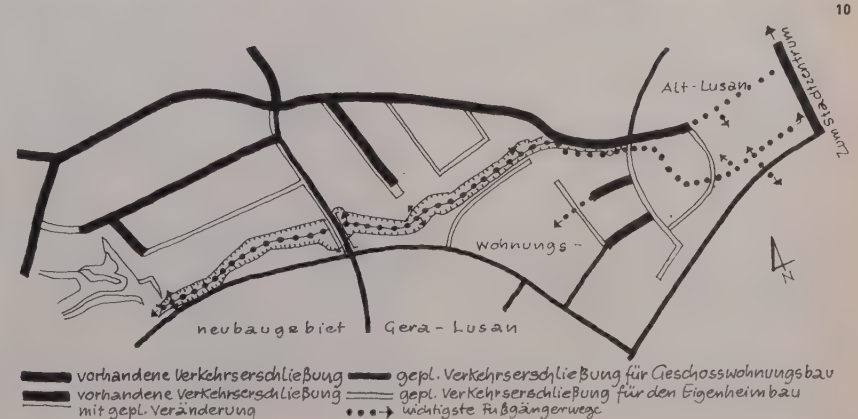 10
Zum Stadtzentrum
Alt-Lusan
Wohnungs-
neubaugebiet Gera-Lusan
N
vorhandene Verkehrserschließung
vorhandene Verkehrserschließung
mit gepl. Veränderung
gepl. Verkehrserschließung für Geschosswohnungsbau
gepl. Verkehrserschließung für den Eigenheimbau
wichtigste Fußgängerwege